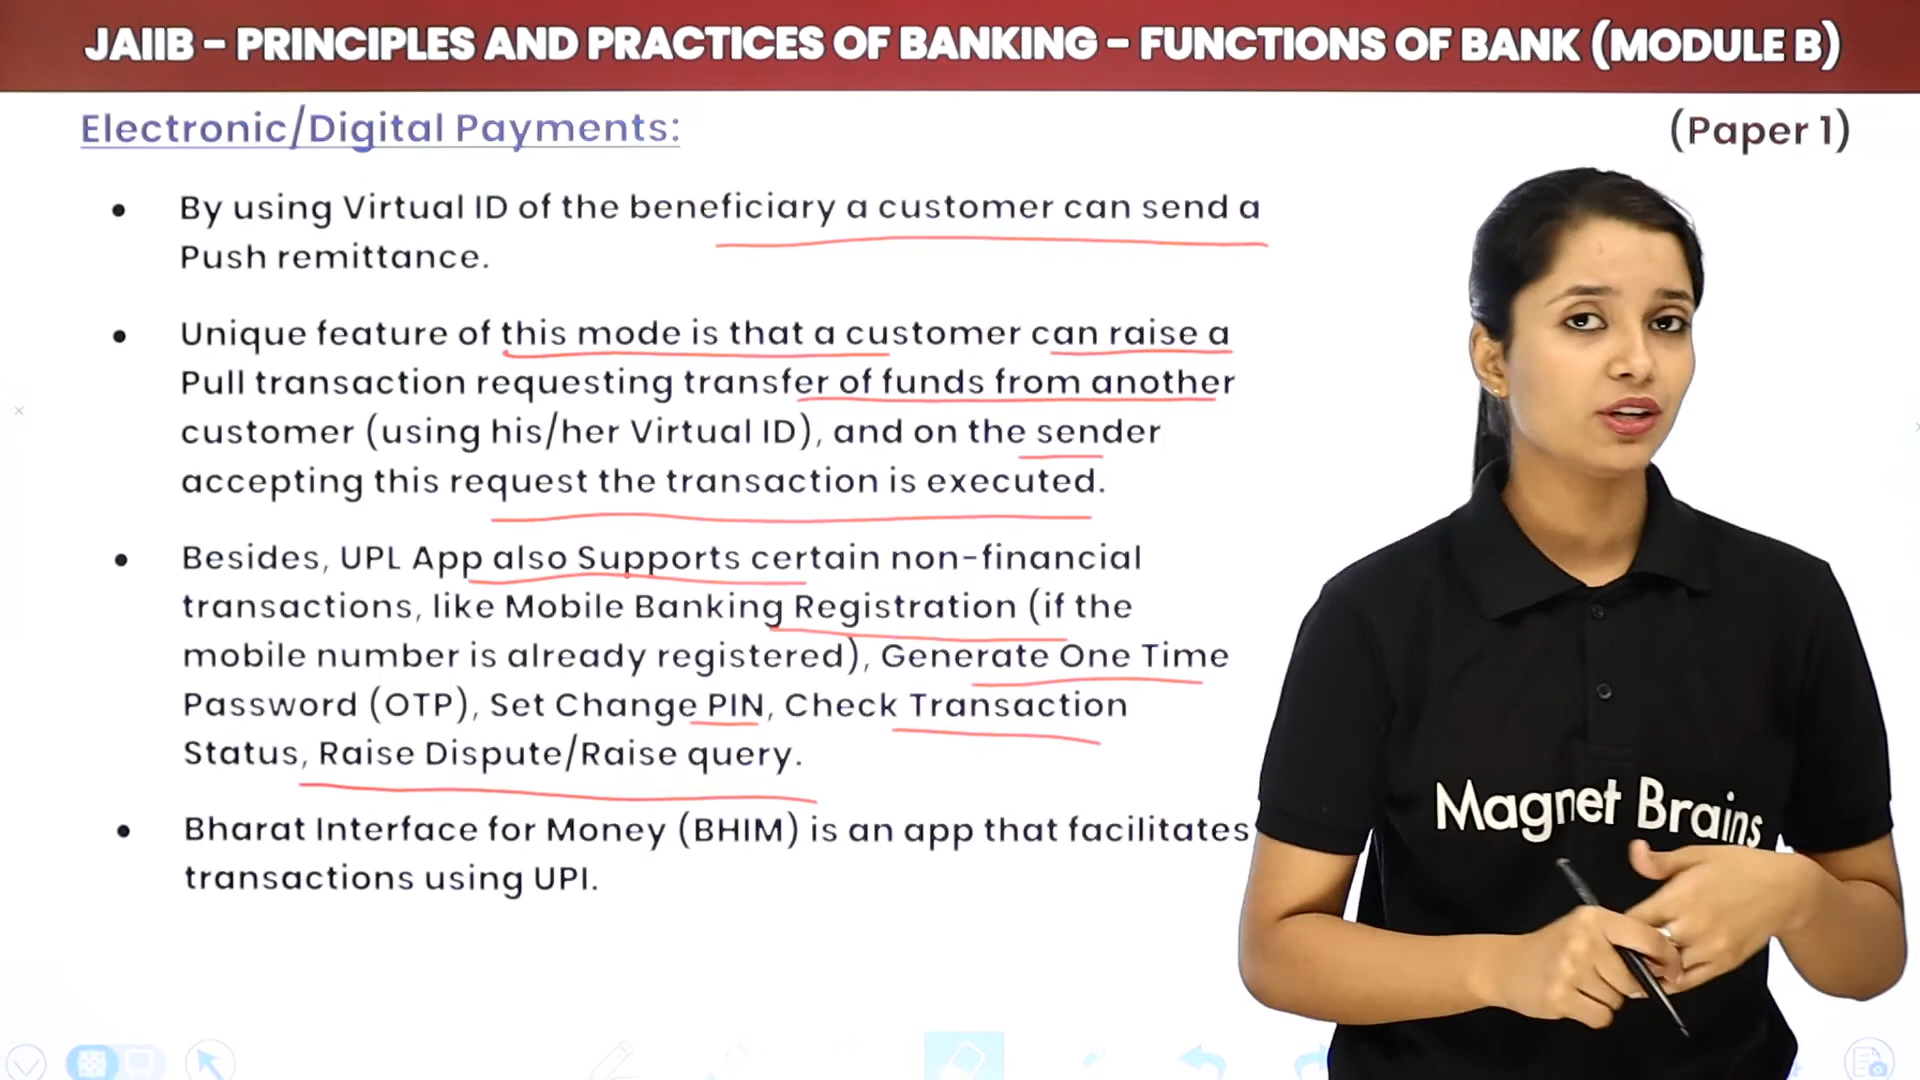 JAIIB – PRINCIPLES AND PRACTICES OF BANKING – FUNCTIONS OF BANK (MODULE B)
Electronic/Digital Payments:
(Paper 1)
• By using Virtual ID of the beneficiary a customer can send a
Push remittance.
• Unique feature of this mode is that a customer can raise a
Pull transaction requesting transfer of funds from another
customer (using his/her Virtual ID), and on the sender
accepting this request the transaction is executed.
• Besides, UPL App also Supports certain non-financial
transactions, like Mobile Banking Registration (if the
mobile number is already registered), Generate One Time
Password (OTP), Set Change PIN, Check Transaction
Status, Raise Dispute/Raise query.
• Bharat Interface for Money (BHIM) is an app that facilitates
transactions using UPI.
Magnet Brains